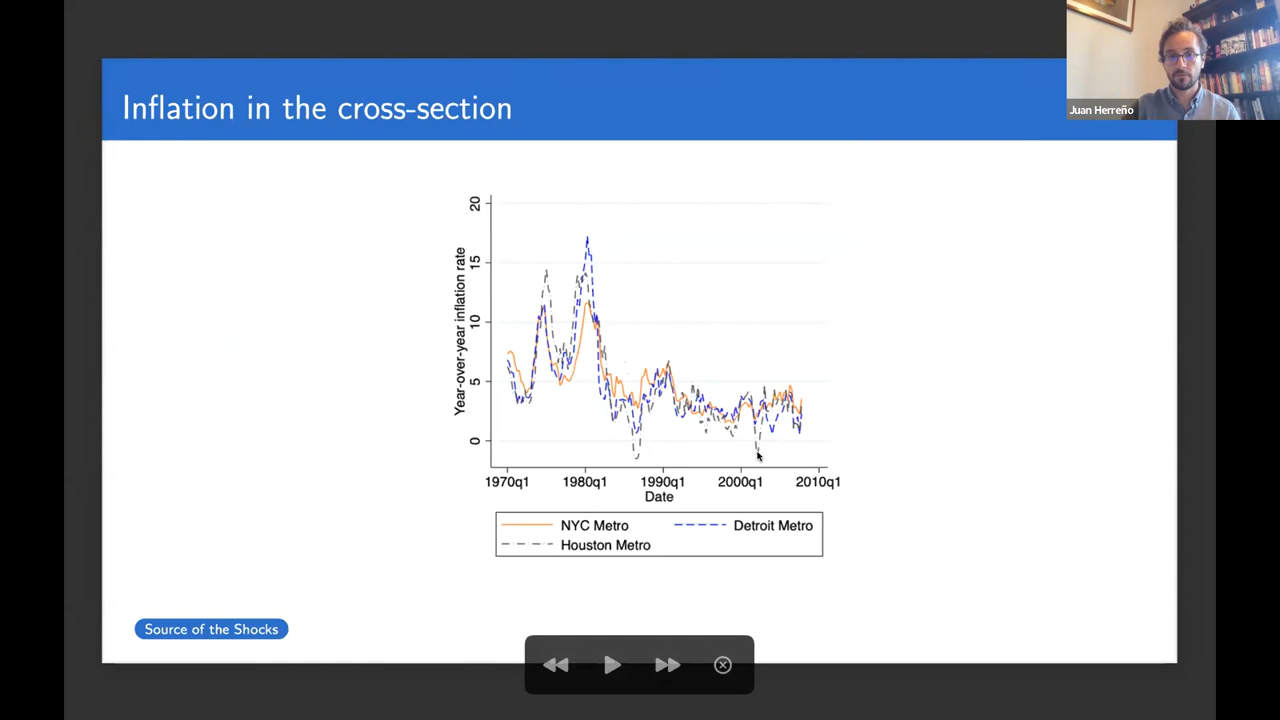 Inflation in the cross-section
Juan Herreño
Year-over-year inflation rate
20
15
10
5
0
1970q1 1980q1 1990q1 2000q1 2010q1
Date
NYC Metro Detroit Metro
Houston Metro
Source of the Shocks